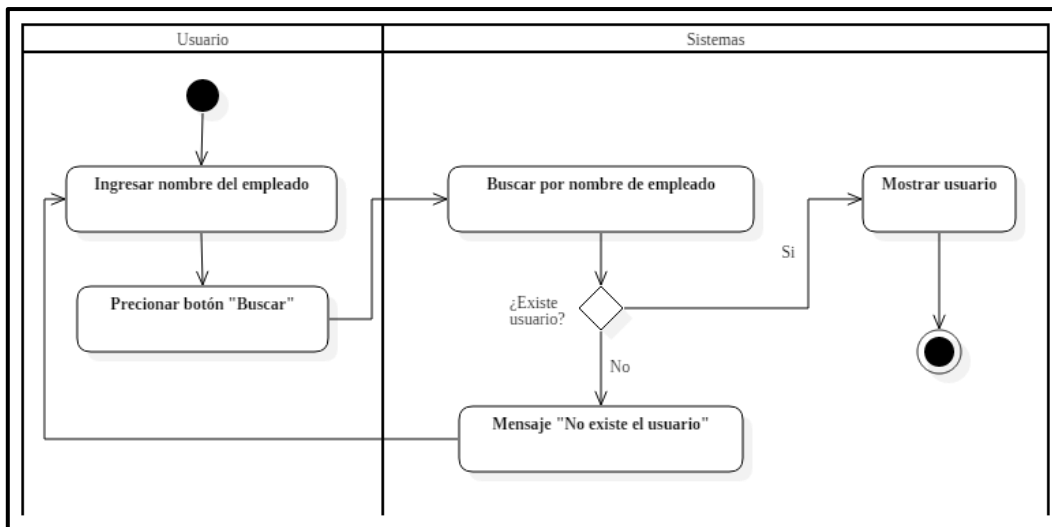 Usuario
Sistemas
Ingresar nombre del empleado
Buscar por nombre de empleado
Mostrar usuario
Si
Precionar botón "Buscar"
¿Existe
usuario?
No
Mensaje "No existe el usuario"